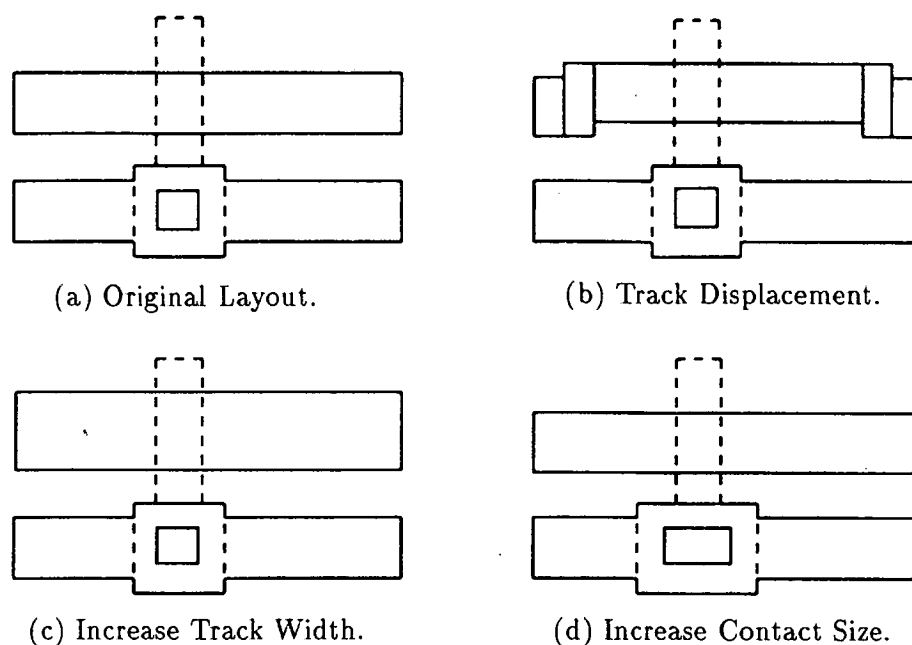 (a) Original Layout.
(b) Track Displacement.
(c) Increase Track Width.
(d) Increase Contact Size.